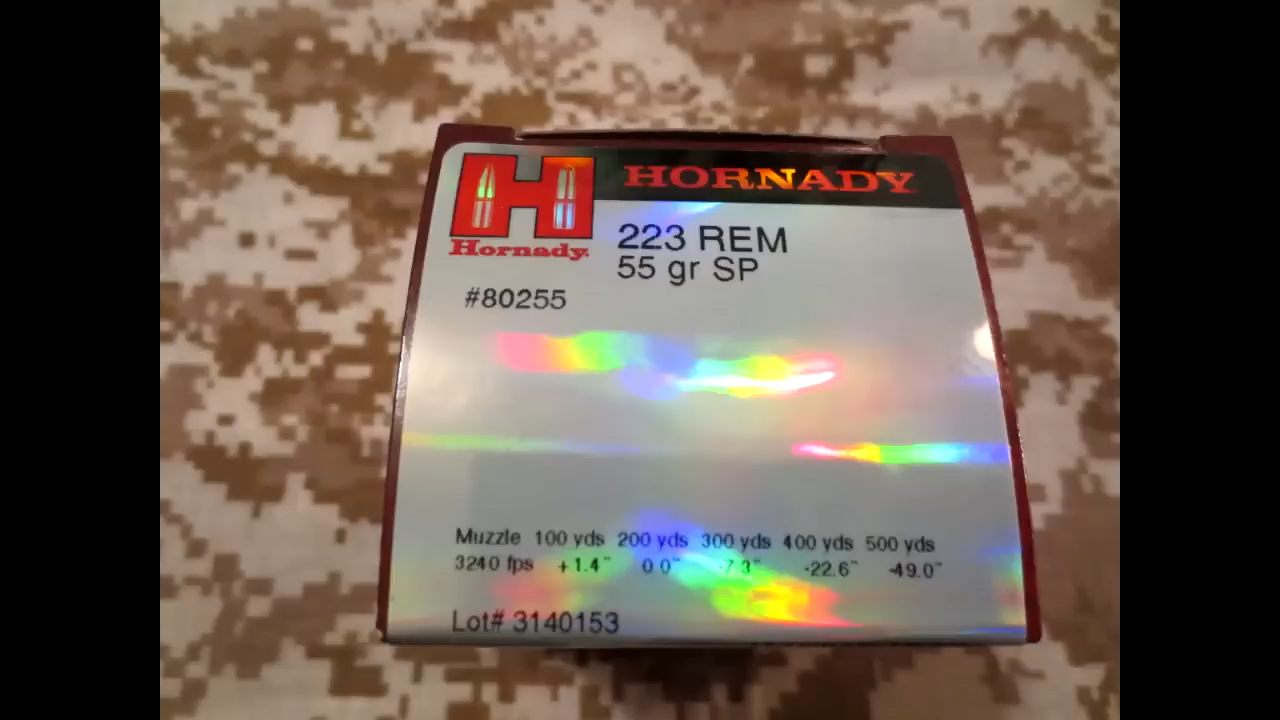 HORNADY
Hornady.
223 REM
55 gr SP
#80255
Muzzle 100 yds 200 yds 300 yds 400 yds 500 yds
3240 fps +1.4" 0.0" -7.3" -22.6" -49.0"
Lot# 3140153